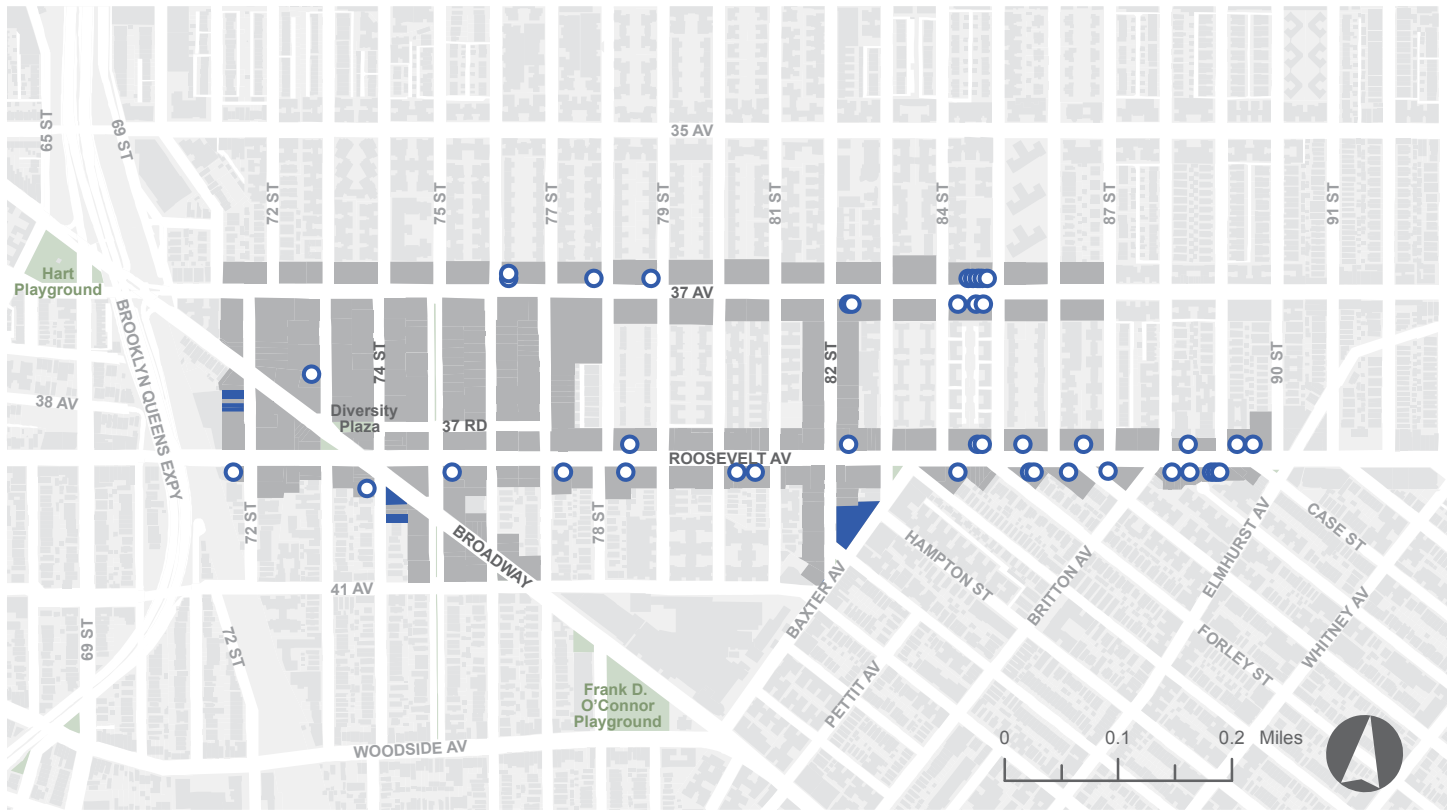 35 AV
65 ST
69 ST
72 ST
75 ST
77 ST
79 ST
81 ST
84 ST
87 ST
91 ST
Hart
Playground
37 AV
BROOKLYN QUEENS EXPY
74 ST
82 ST
90 ST
38 AV
Diversity
Plaza
37 RD
ROOSEVELT AV
72 ST
78 ST
BROADWAY
CASE ST
HAMPTON ST
ELMHURST AV
BRITTON AV
BAXTER AV
41 AV
69 ST
72 ST
FORLEY ST
WHITNEY AV
PETTIT AV
Frank D.
O'Connor
Playground
WOODSIDE AV
0 0.1 0.2 Miles